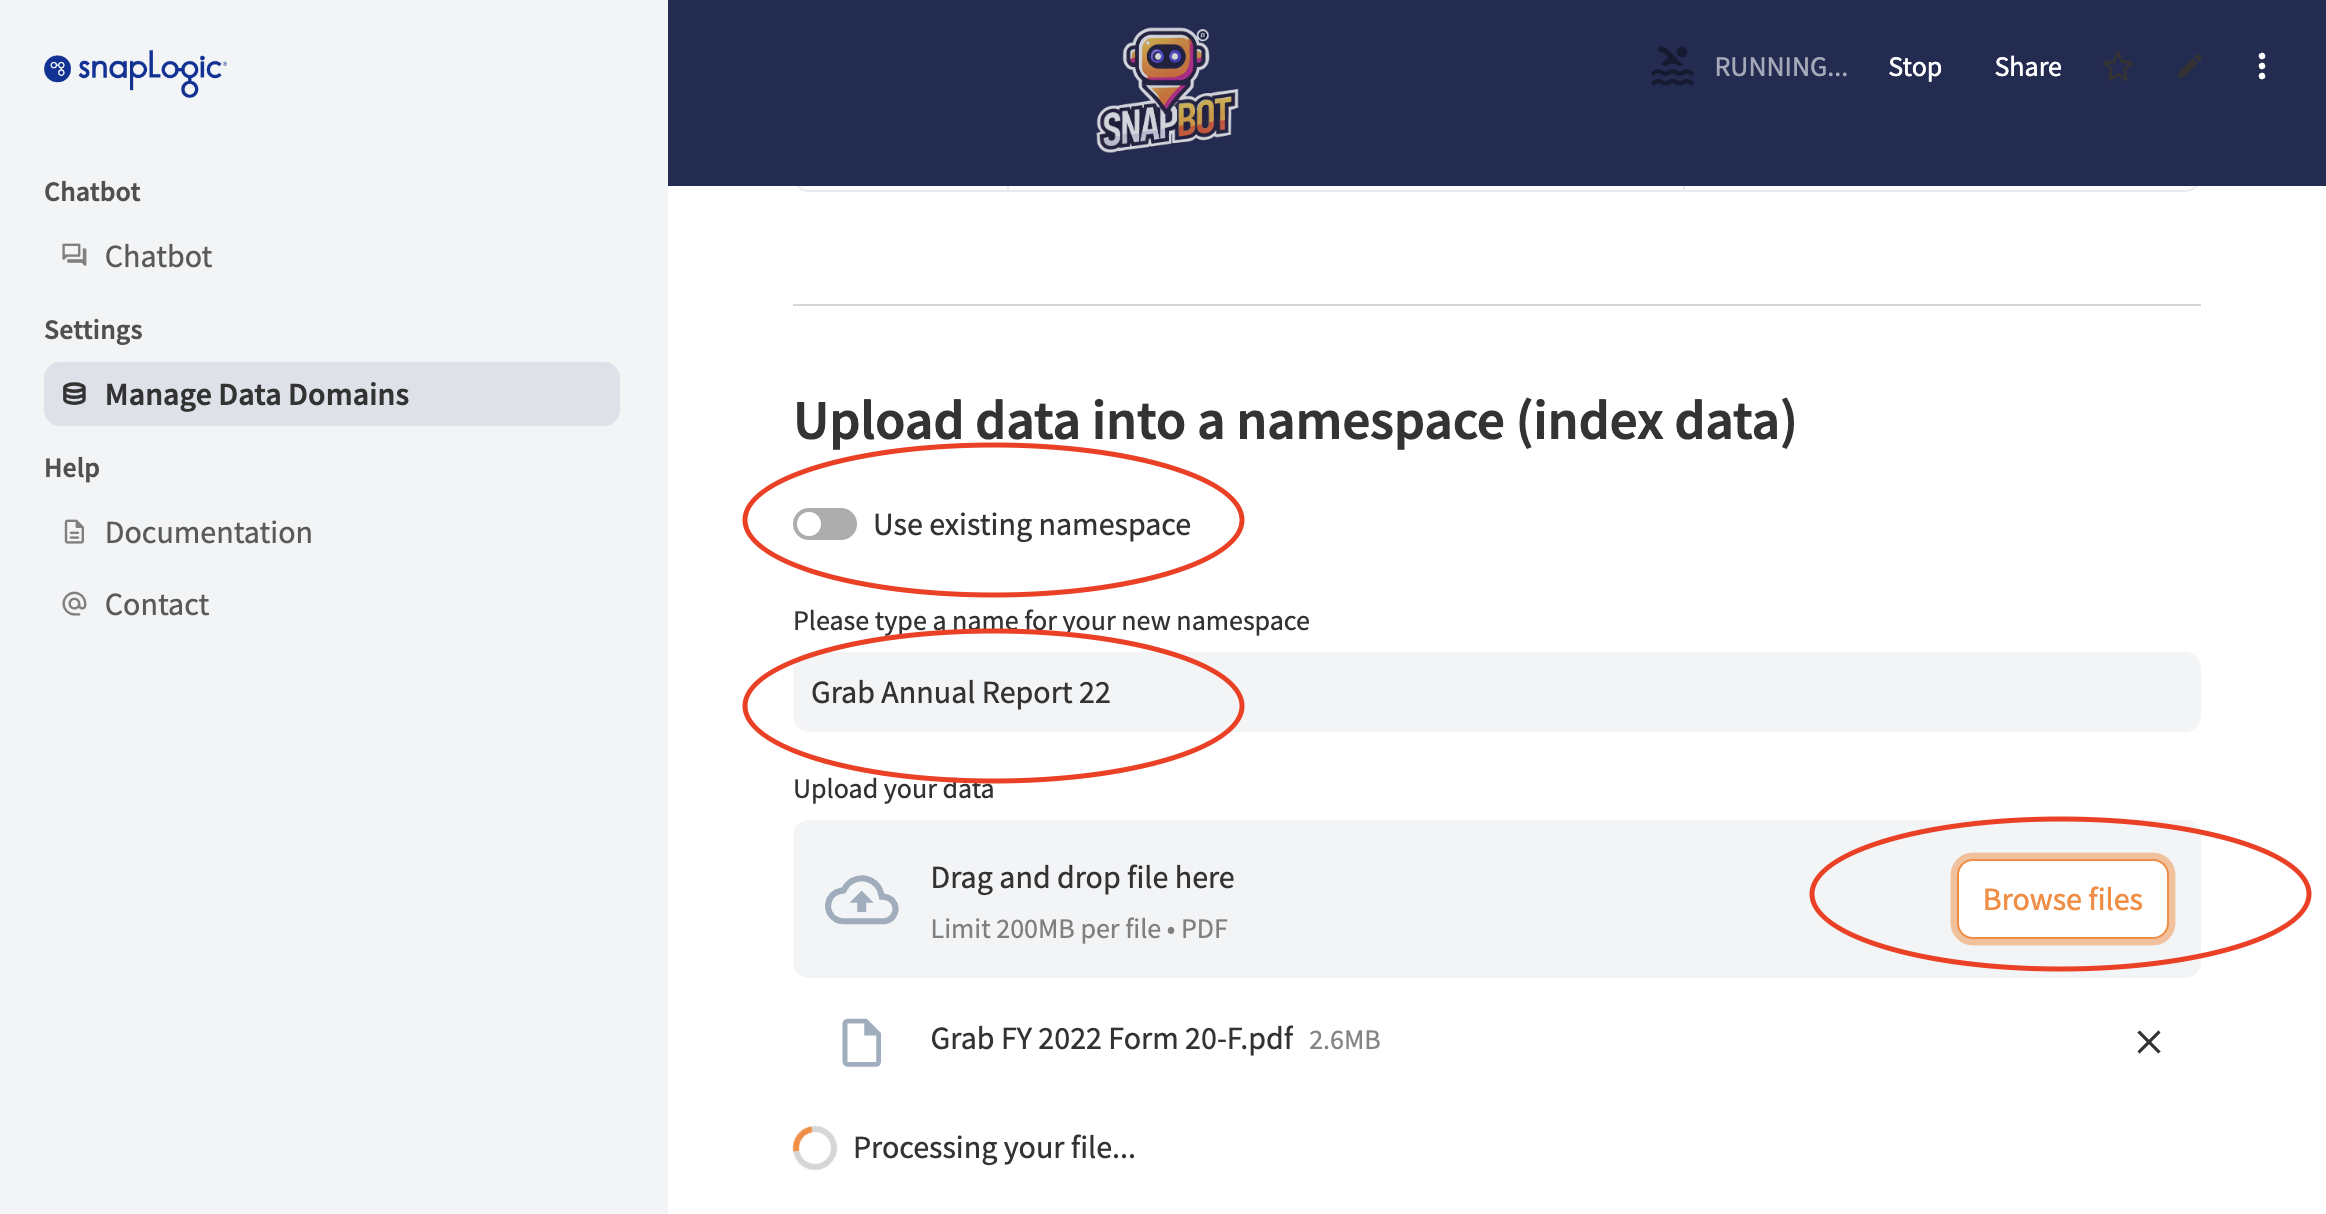 snapLogic
Chatbot
Chatbot
Settings
Manage Data Domains
Help
Documentation
Contact
SNAPBOT
RUNNING...
Stop
Share
Upload data into a namespace (index data)
Use existing namespace
Please type a name for your new namespace
Grab Annual Report 22
Upload your data
Drag and drop file here
Limit 200MB per file • PDF
Browse files
Grab FY 2022 Form 20-F.pdf 2.6MB
Processing your file...